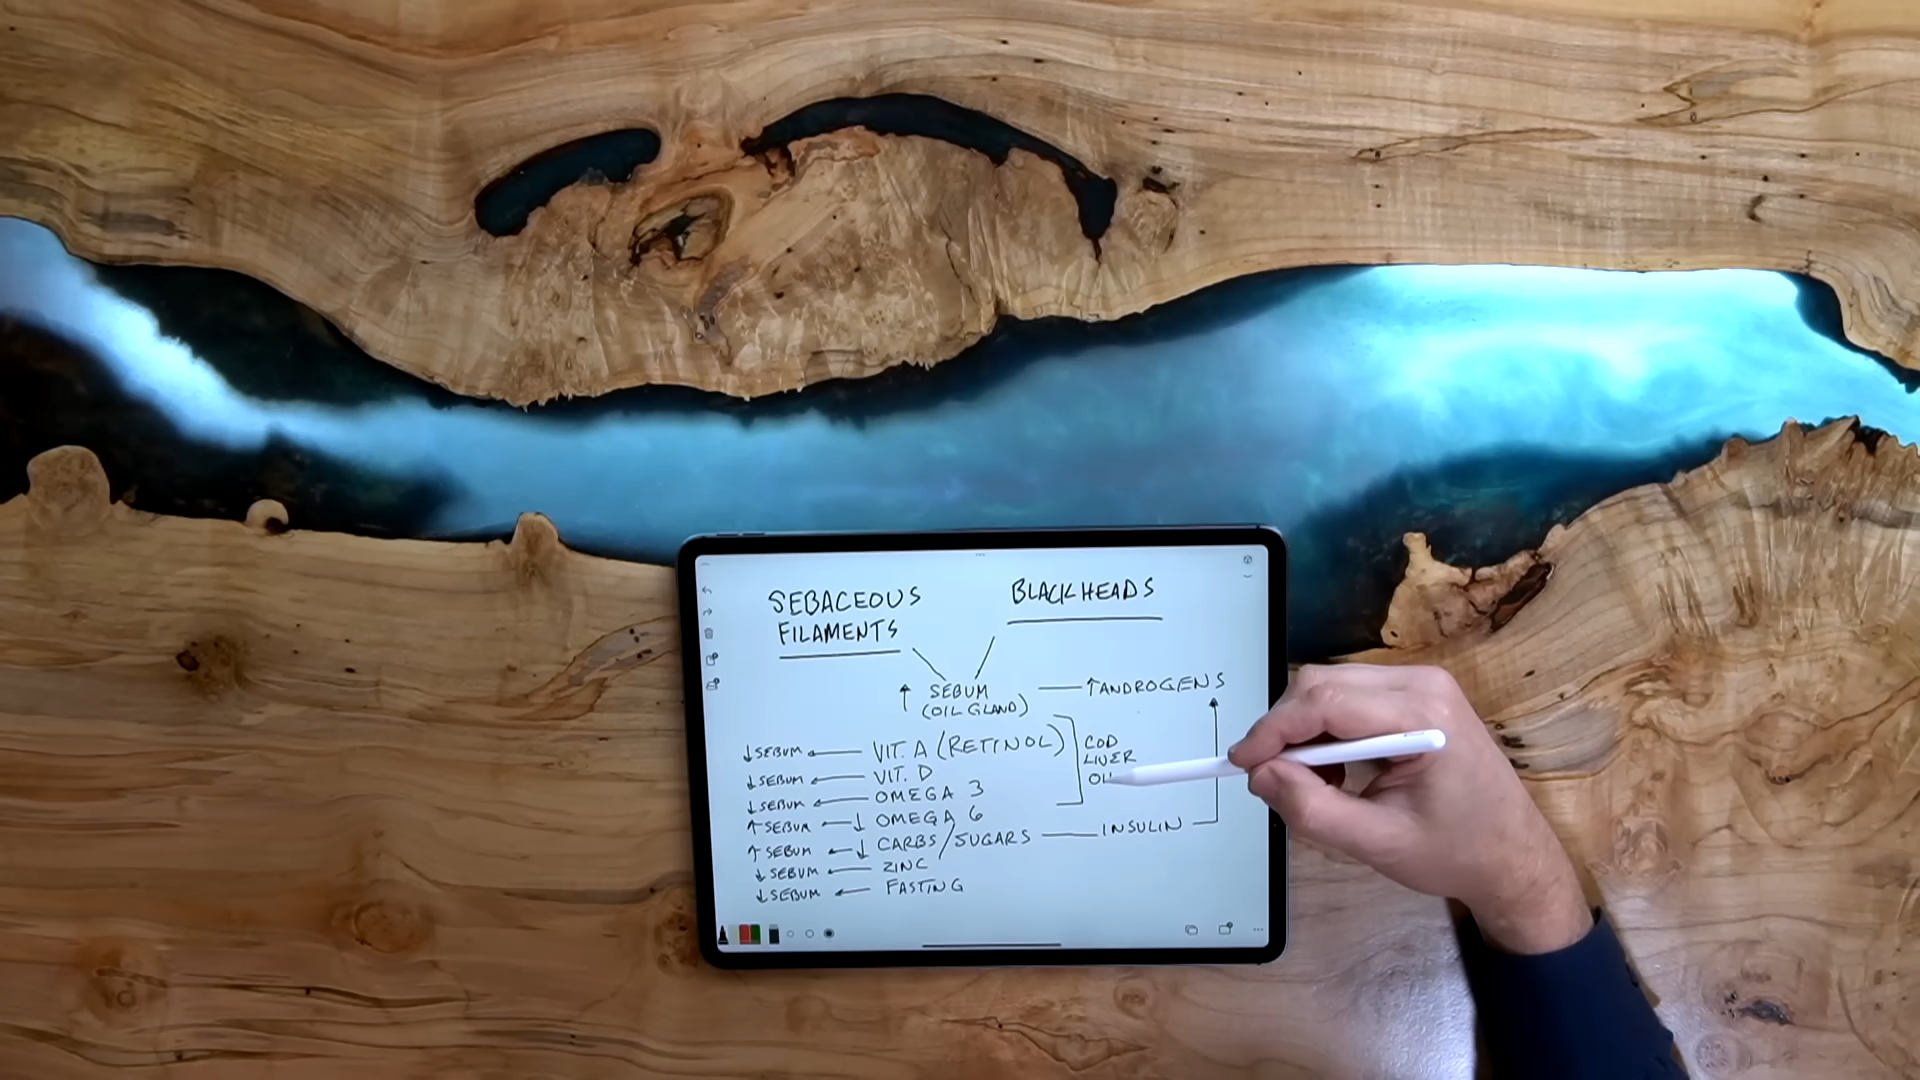 SEBACEOUS FILAMENTS
BLACKHEADS
↑ SEBUM (OIL GLAND) — ↑ANDROGENS
↓SEBUM ← VIT. A (RETINOL)
↓SEBUM ← VIT. D
↓SEBUM ← OMEGA 3
COD
LIVER
OIL
↑SEBUM ← ↓ OMEGA 6
↑SEBUM ← ↓ CARBS/SUGARS — INSULIN
↓SEBUM ← ZINC
↓SEBUM ← FASTING